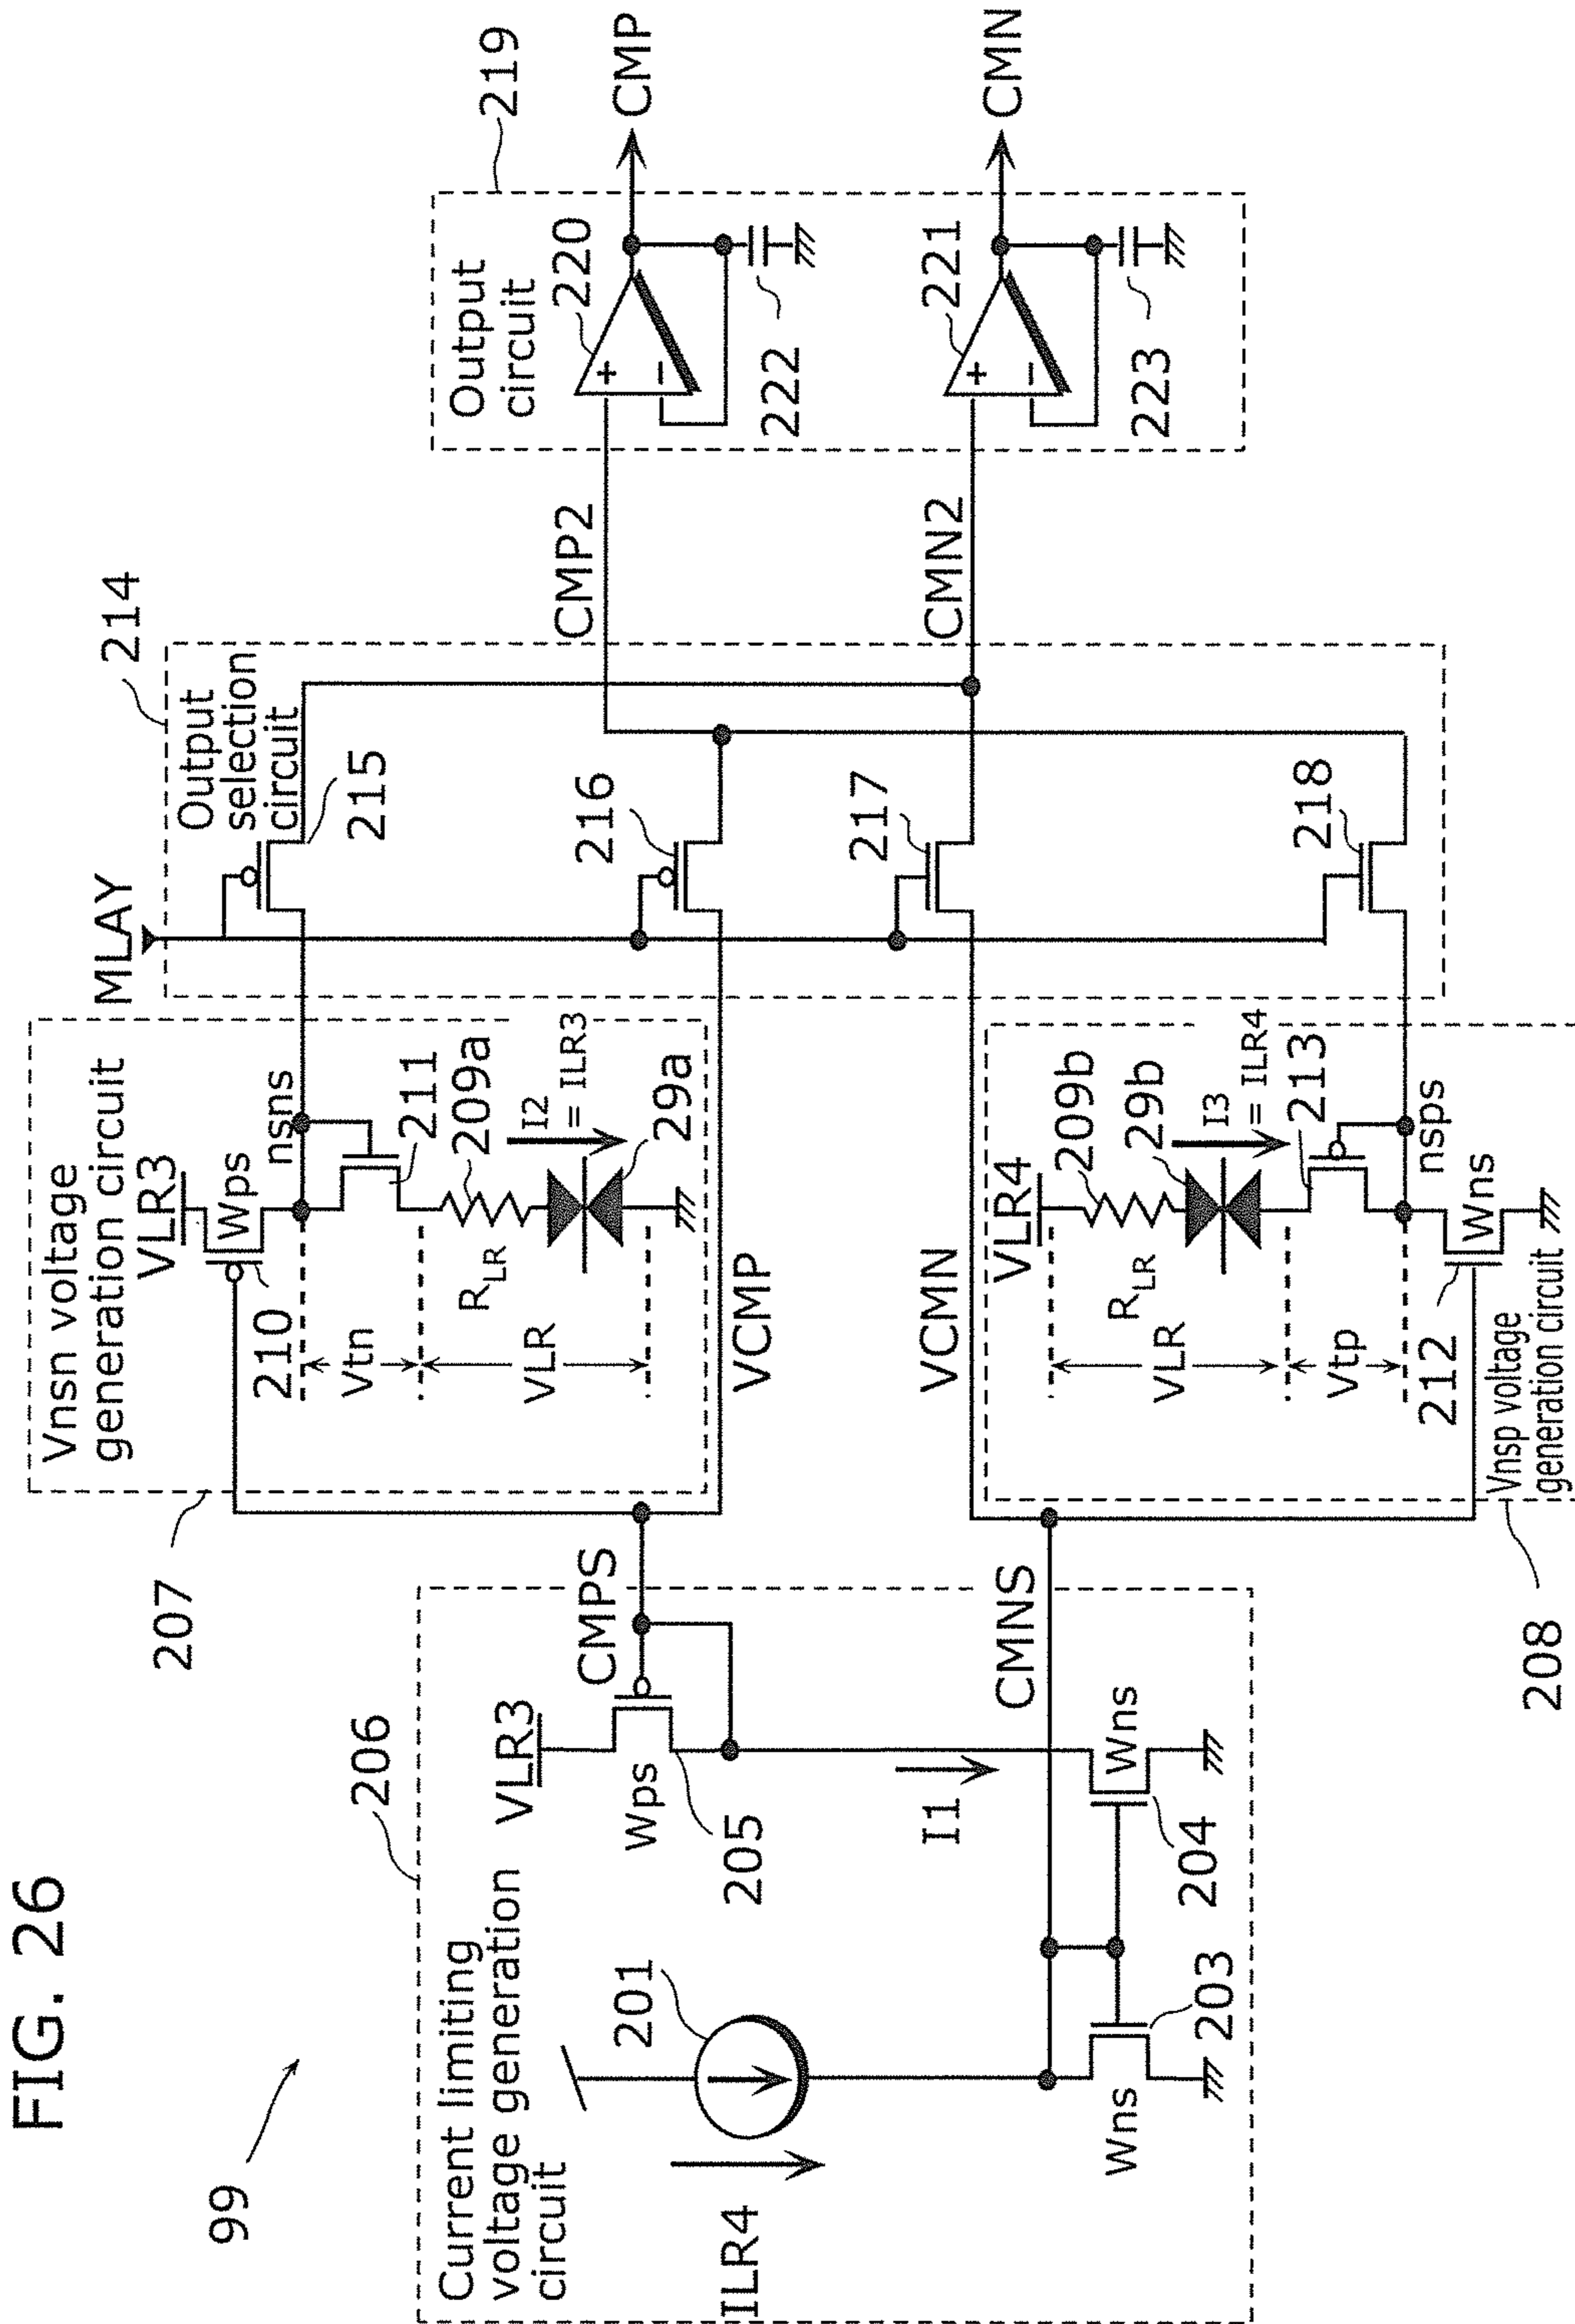 FIG. 26
99
206
Current limiting
voltage generation
circuit
ILR4
201
Wns
203
VLR3
Wps
205
CMPS
I1
CMNS
Wns
204
207
Vnsn voltage
generation circuit
VLR3
Wps
210
nsns
Vtn
211
VLR
RLR
209a
I2
= ILR3
29a
VCMP
VCMN
VLR4
VLR
RLR
209b
29b
I3
= ILR4
213
Vtp
nsps
212
Wns
Vnsp voltage
generation circuit
208
MLAY
214
Output
selection
circuit
215
216
217
218
CMP2
CMN2
219
Output
circuit
220
+
−
222
CMP
221
+
−
223
CMN